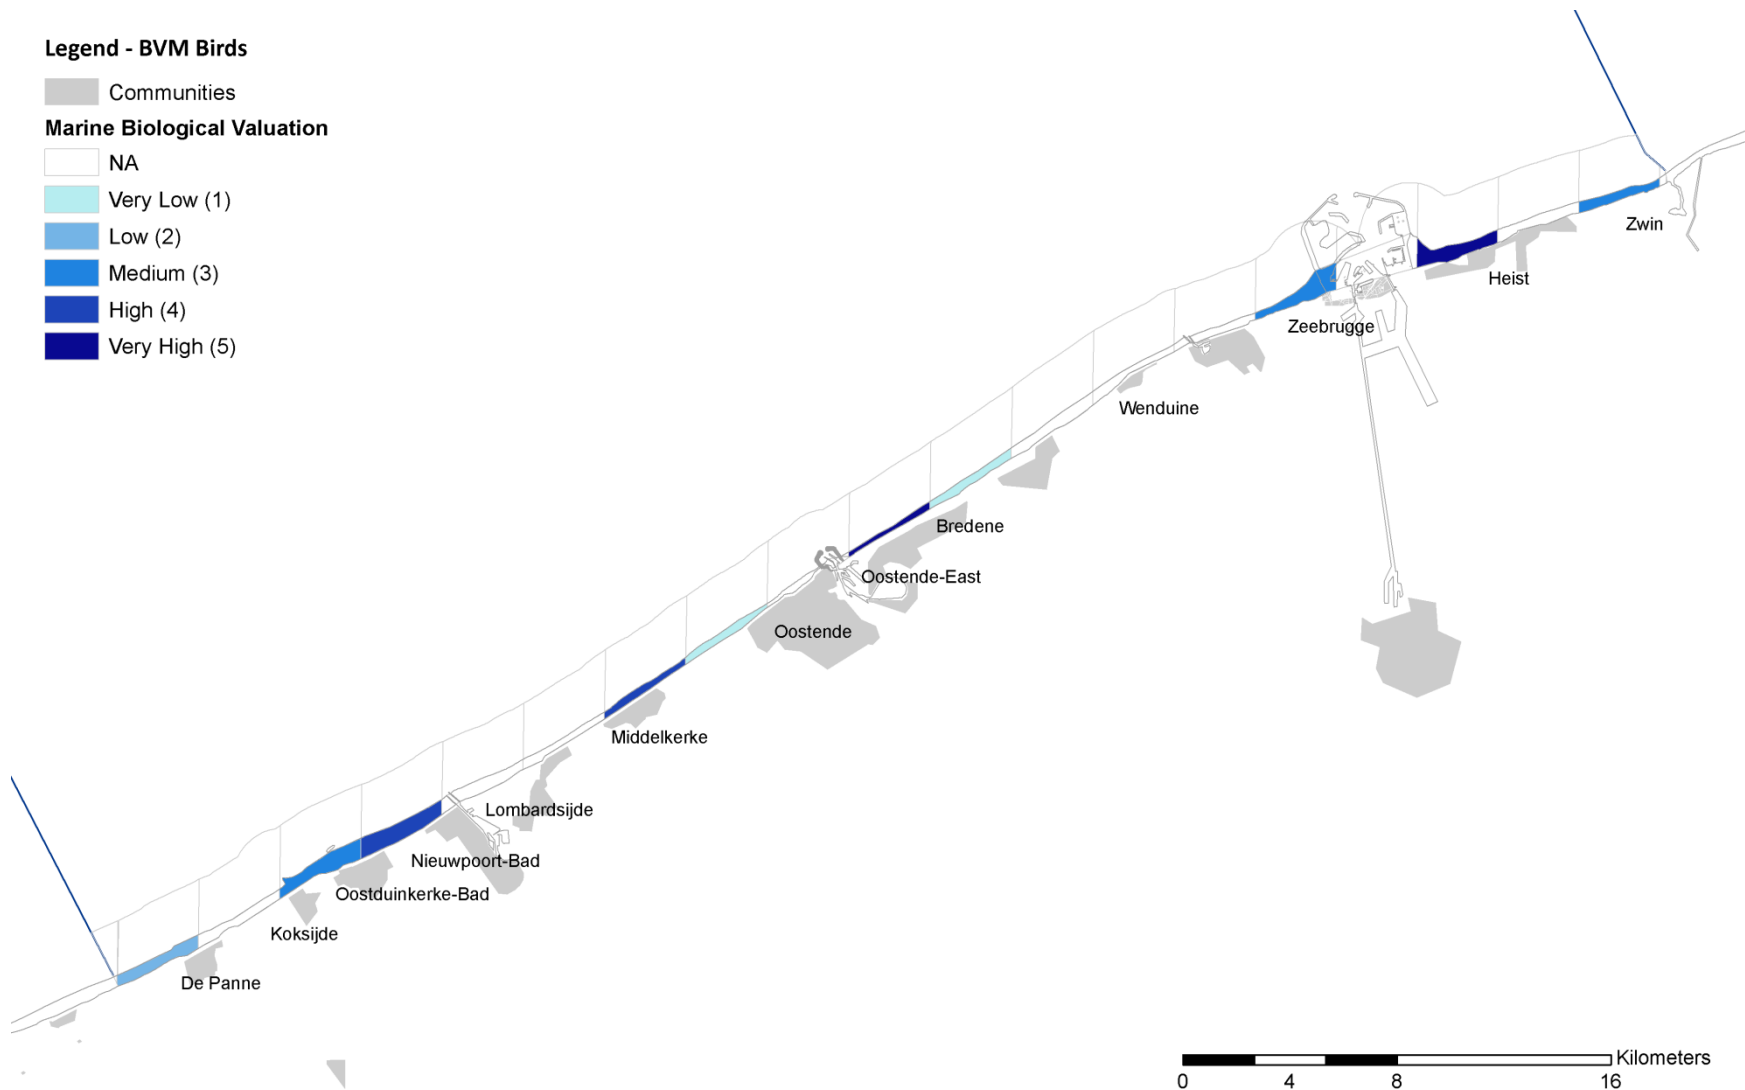 Legend - BVM Birds
Communities
Marine Biological Valuation
NA
Very Low (1)
Low (2)
Medium (3)
High (4)
Very High (5)
Zwin
Heist
Zeebrugge
Wenduine
Bredene
Oostende-East
Oostende
Middelkerke
Lombardsijde
Nieuwpoort-Bad
Oostduinkerke-Bad
Koksijde
De Panne
Kilometers
0 4 8 16